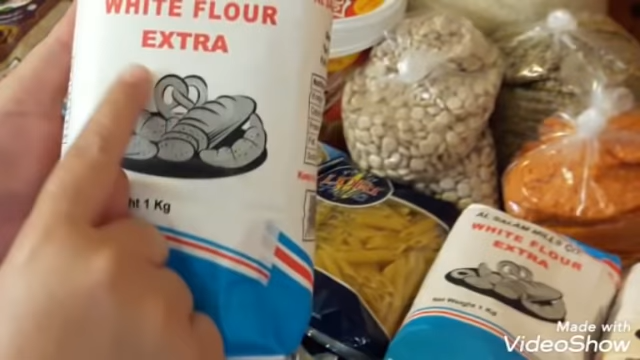 WHITE FLOUR
EXTRA
ht 1 Kg
AL SALAM MILLS CO.
WHITE FLOUR
EXTRA
Net Weight 1 Kg
Made with
VideoShow